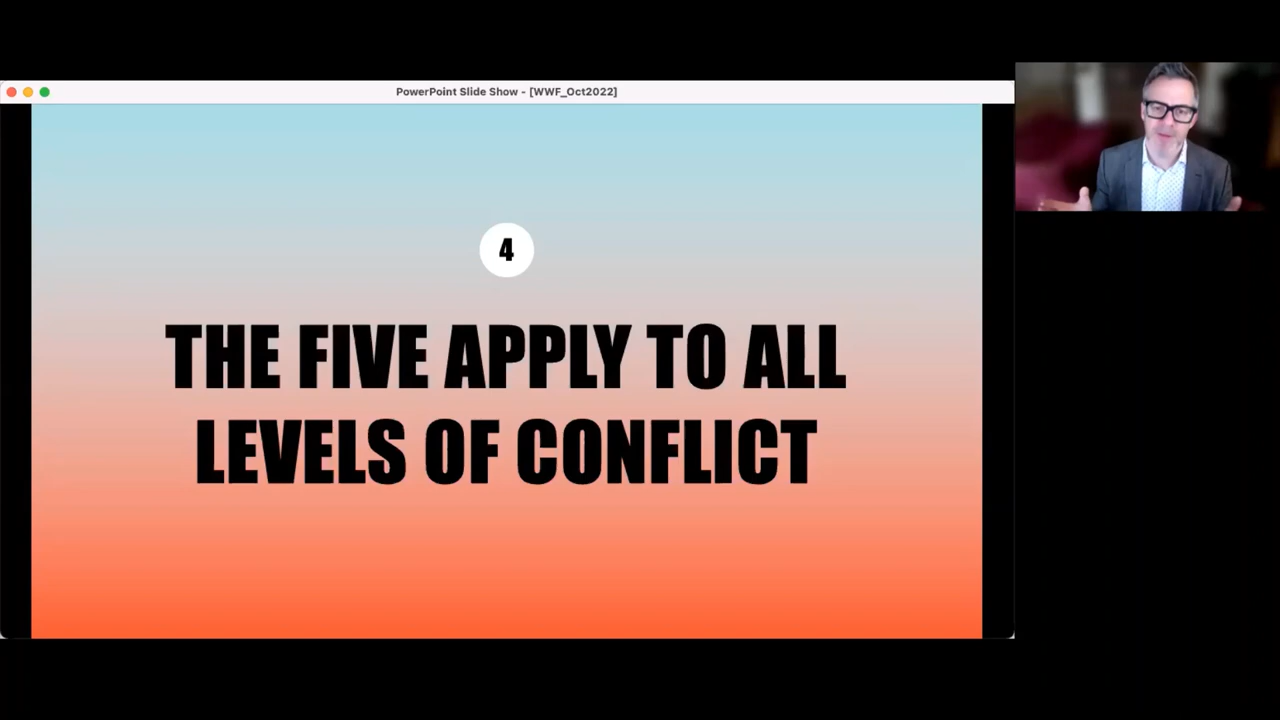 PowerPoint Slide Show - [WWF_Oct2022]
4
THE FIVE APPLY TO ALL
LEVELS OF CONFLICT